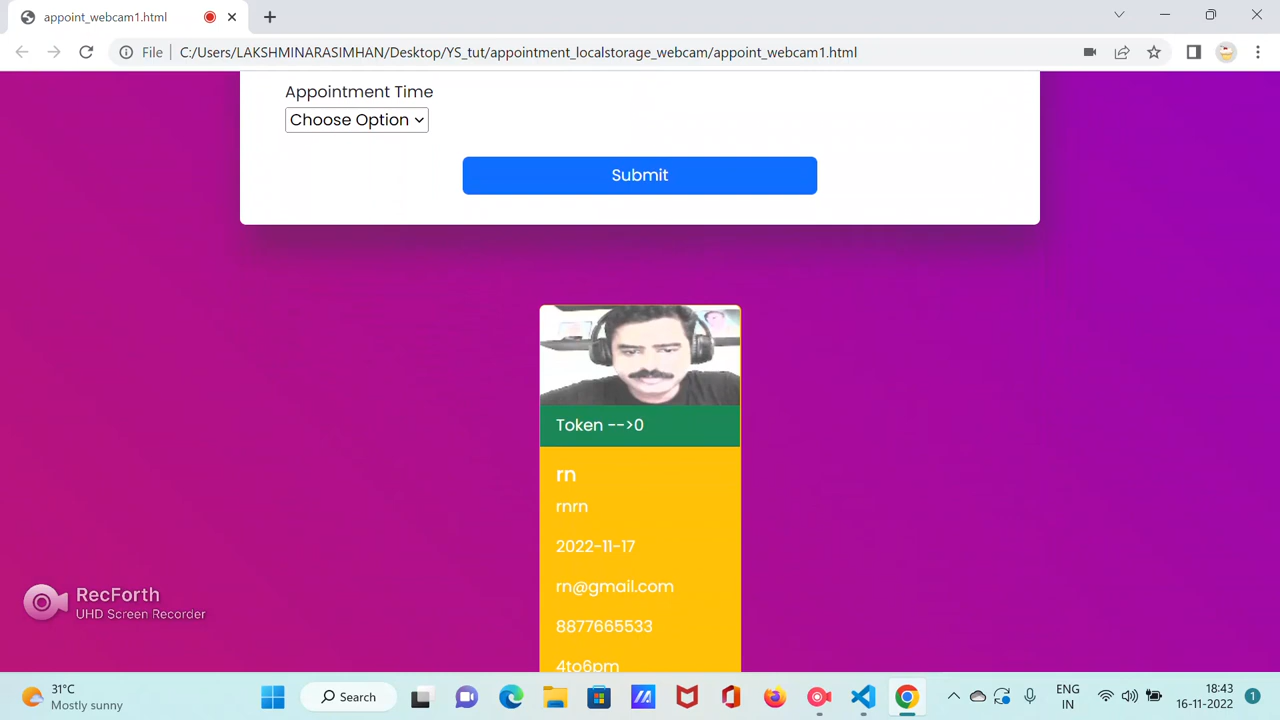 appoint_webcam1.html
File
C:/Users/LAKSHMINARASIMHAN/Desktop/YS_tut/appointment_localstorage_webcam/appoint_webcam1.html
Appointment Time
Choose Option
Submit
Token -->0
rn
rnrn
2022-11-17
rn@gmail.com
8877665533
4to6pm
RecForth
UHD Screen Recorder
31°C
Mostly sunny
Search
ENG
IN
18:43
16-11-2022
1